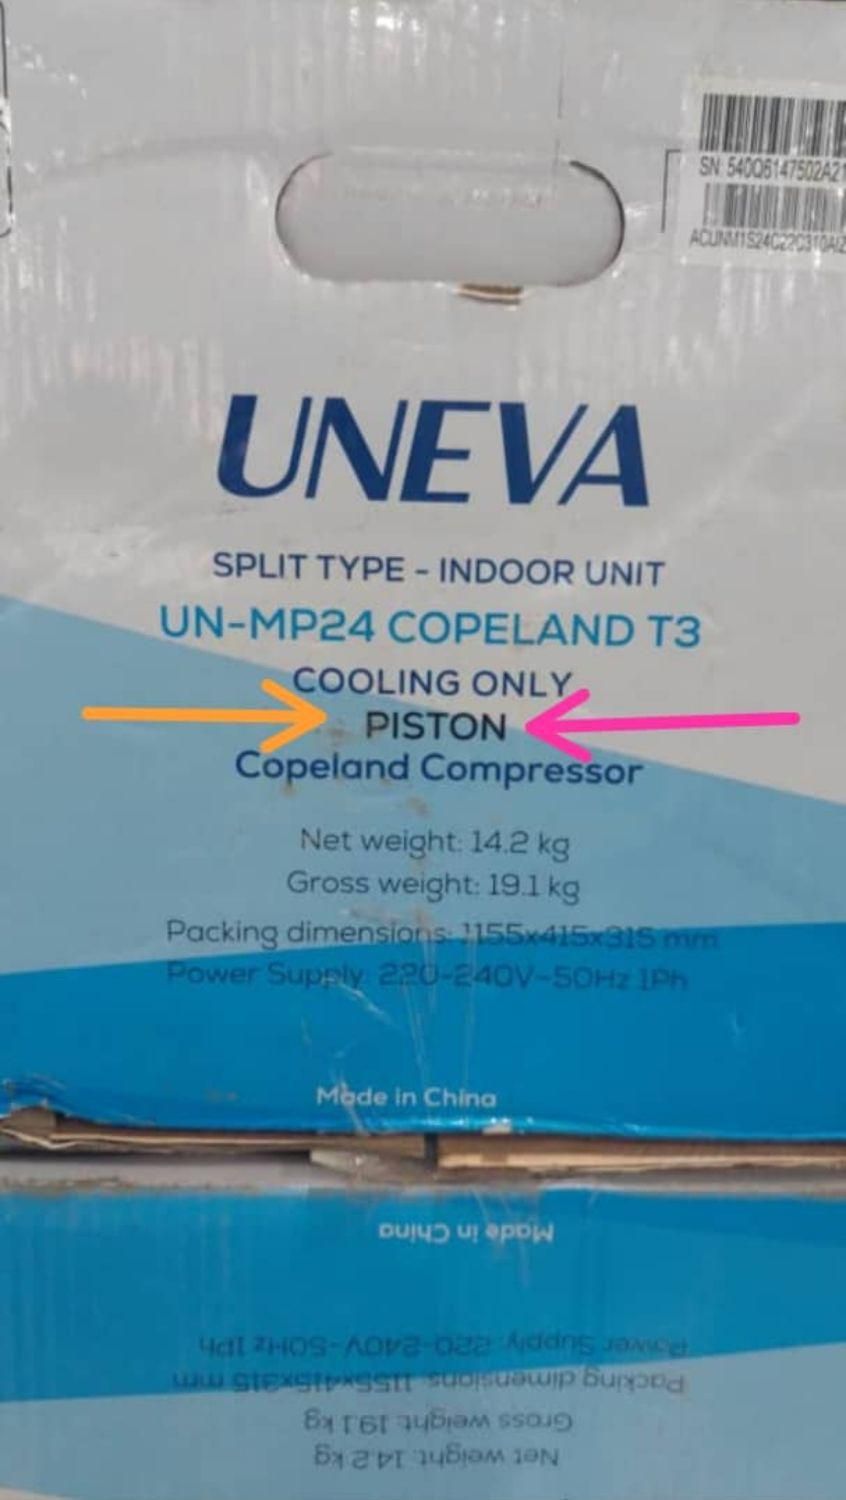 SN: 540Q6147502A21
UNEVA
SPLIT TYPE - INDOOR UNIT
UN-MP24 COPELAND T3
COOLING ONLY
PISTON
Copeland Compressor
Net weight: 14.2 kg
Gross weight: 19.1 kg
Packing dimensions: 1155x415x315 mm
Power Supply: 220-240V~50Hz 1Ph
Made in China
Made in China
Power Supply: 220-240V~50Hz 1Ph
Packing dimensions: 1155x415x315 mm
Gross weight: 19.1 kg
Net weight: 14.2 kg